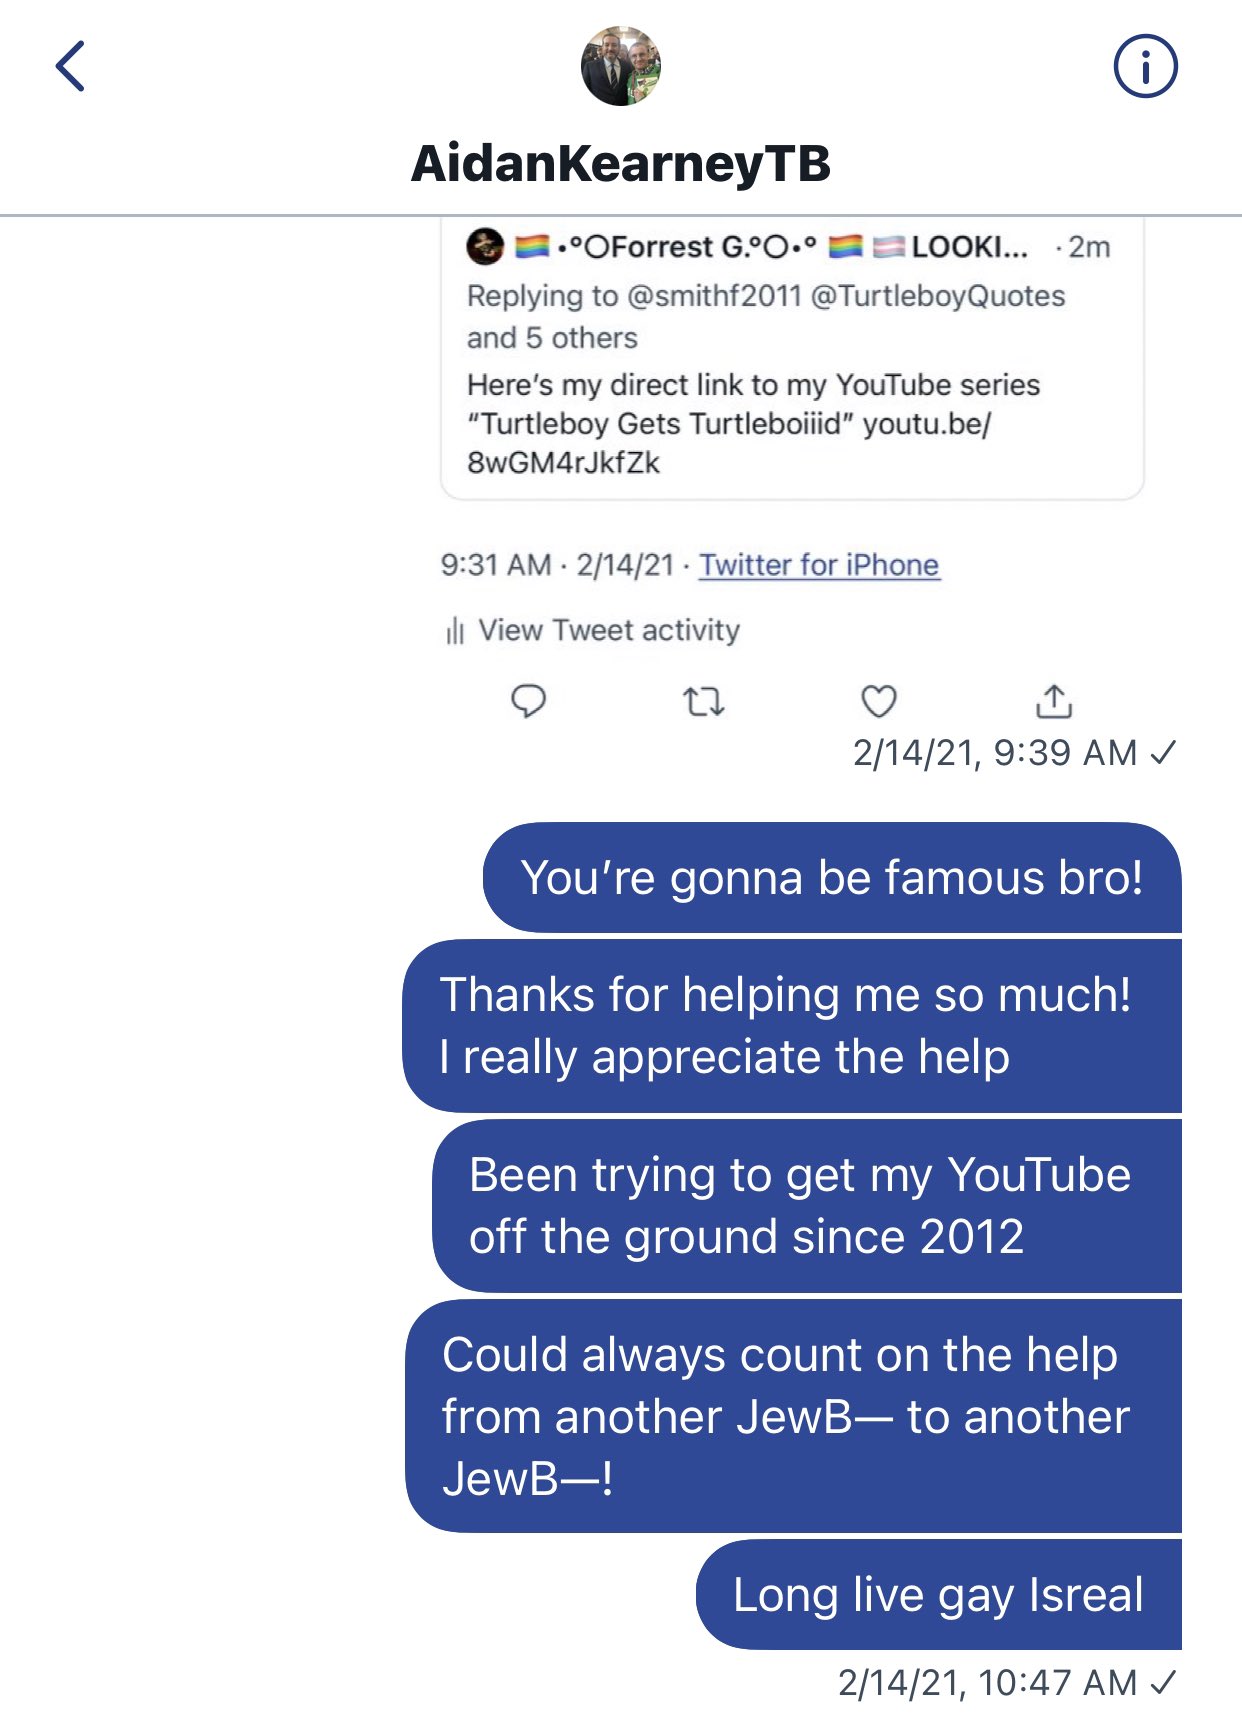 AidanKearneyTB
🏳️‍🌈 •°○Forrest G.°○•° 🏳️‍🌈 🏳️‍⚧️ LOOKI... · 2m
Replying to @smithf2011 @TurtleboyQuotes
and 5 others
Here's my direct link to my YouTube series
"Turtleboy Gets Turtleboiiid" youtu.be/
8wGM4rJkfZk
9:31 AM · 2/14/21 · Twitter for iPhone
View Tweet activity
2/14/21, 9:39 AM ✓
You're gonna be famous bro!
Thanks for helping me so much!
I really appreciate the help
Been trying to get my YouTube
off the ground since 2012
Could always count on the help
from another JewB— to another
JewB—!
Long live gay Isreal
2/14/21, 10:47 AM ✓